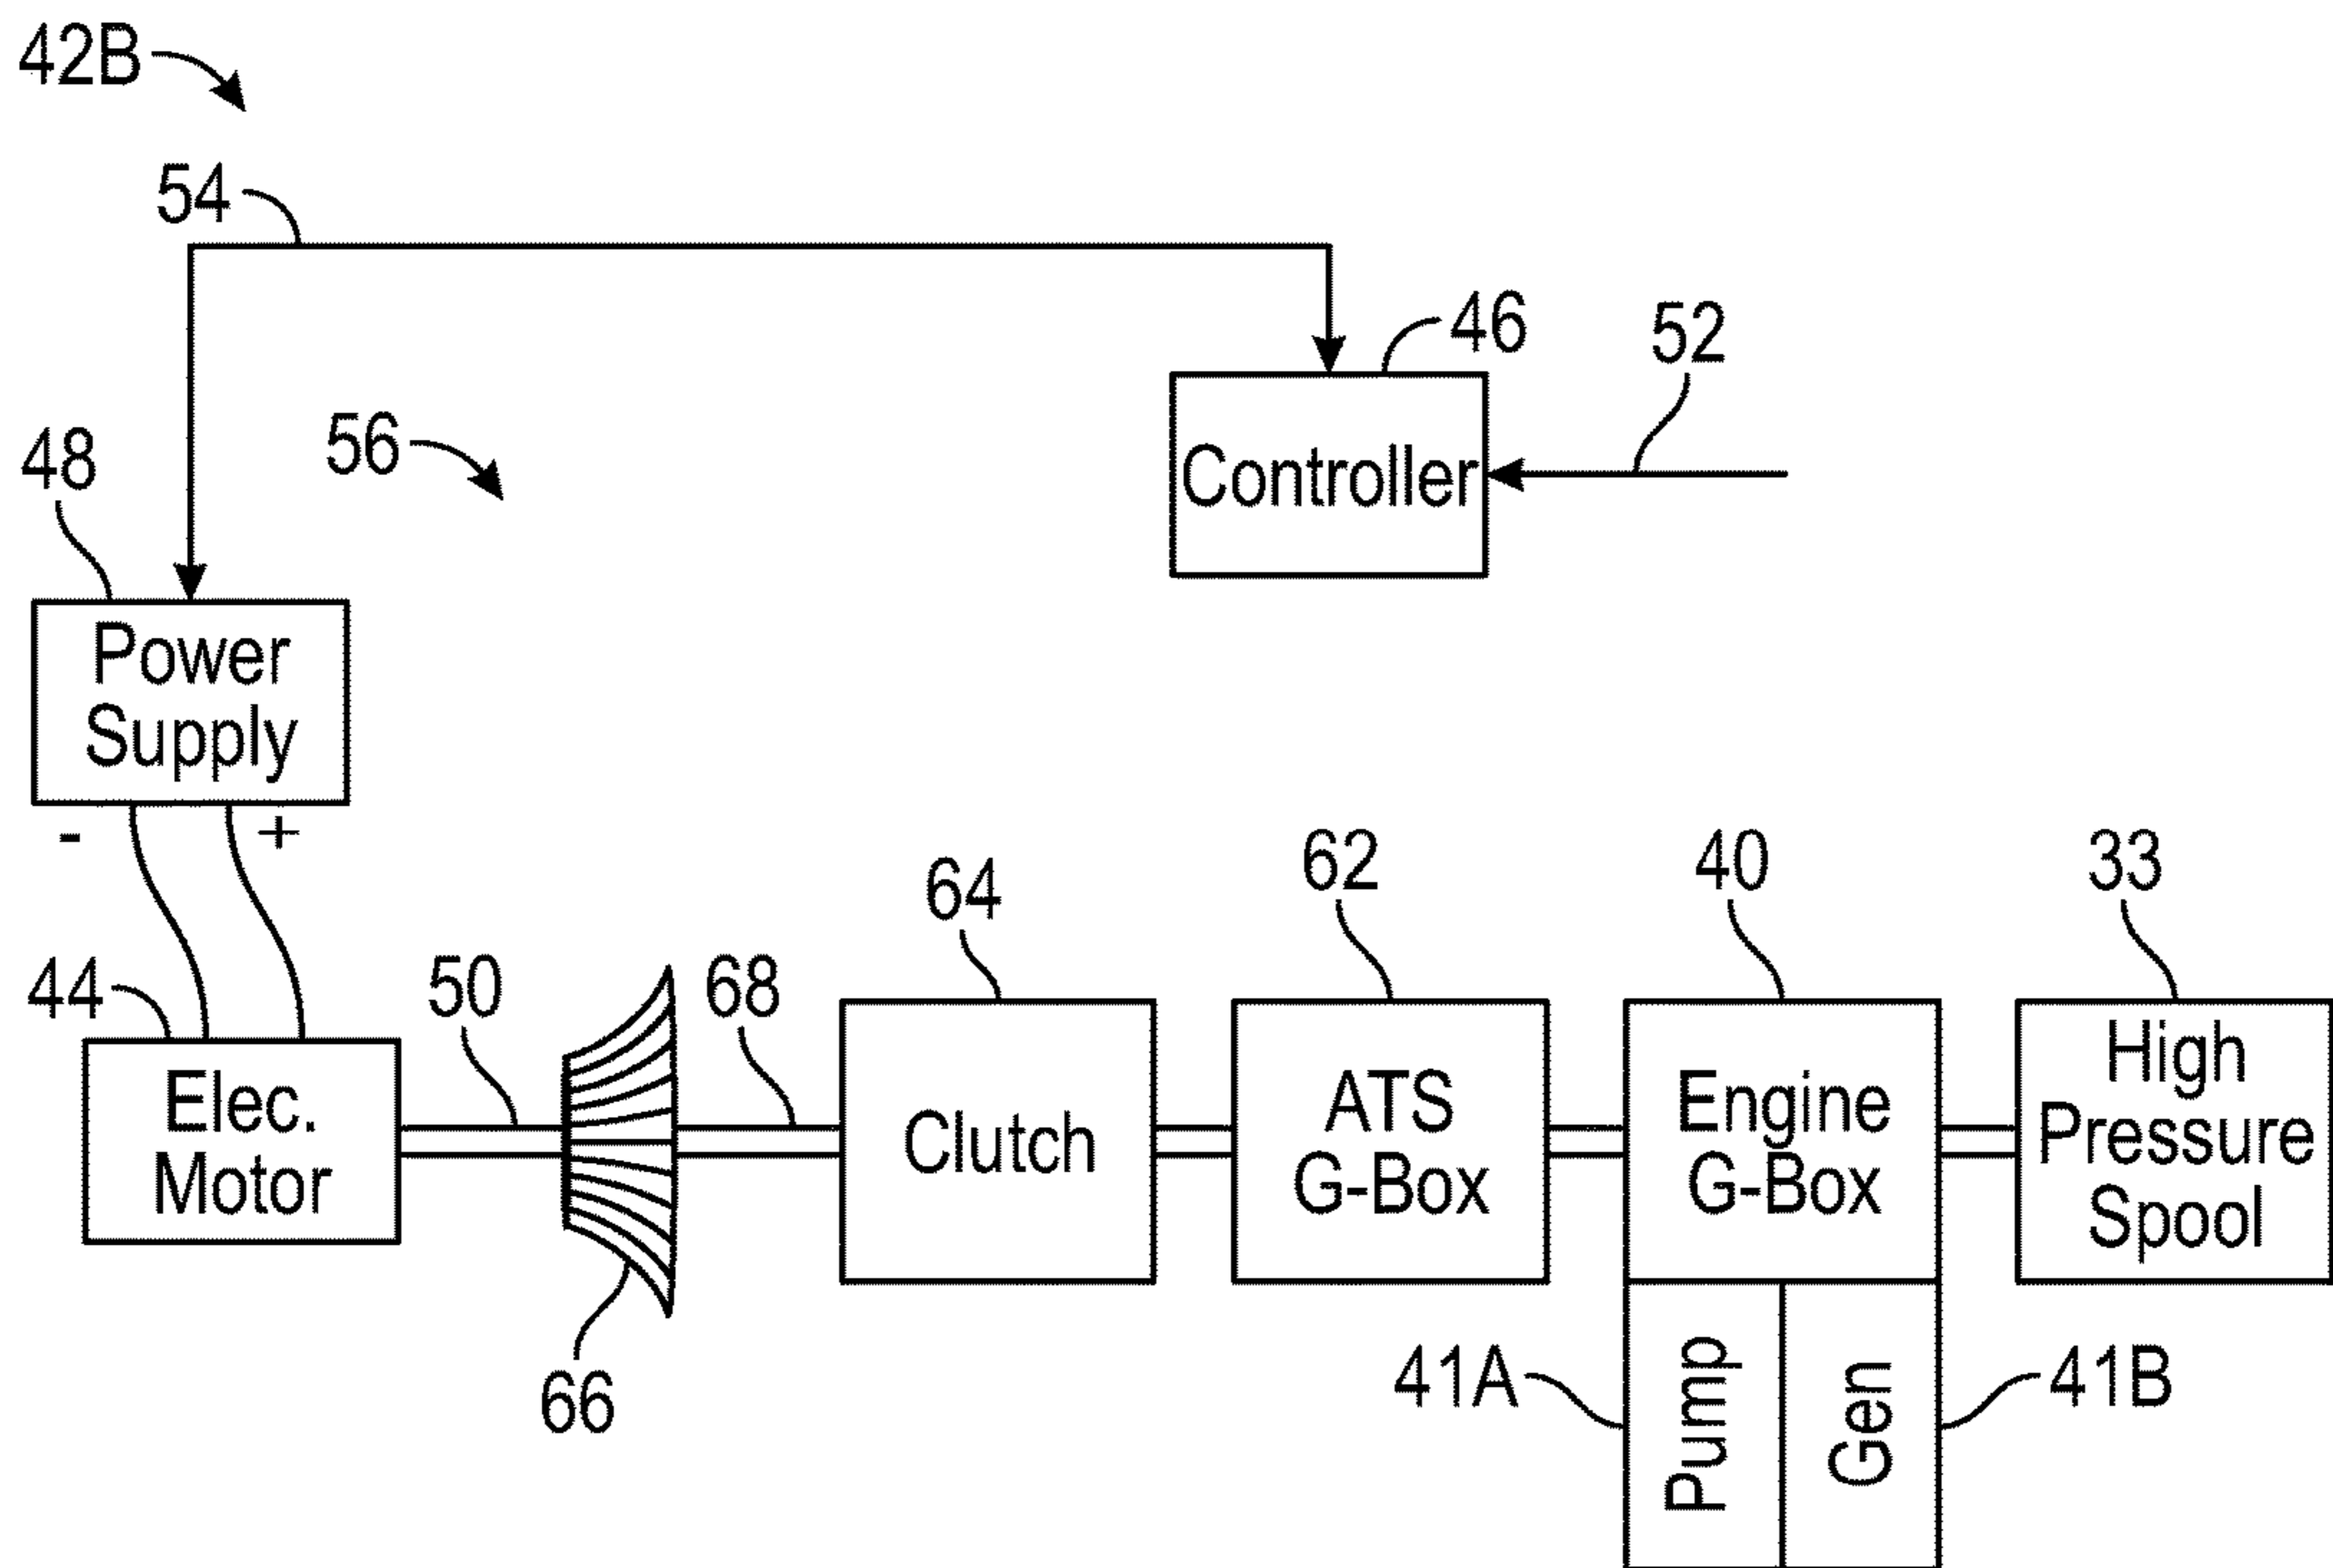 42B
54
46
52
56
48
Controller
Power
Supply
- +
62
40
33
64
44
50
68
Elec.
Motor
Clutch
ATS
G-Box
Engine
G-Box
High
Pressure
Spool
66
41A
Pump
Gen
41B